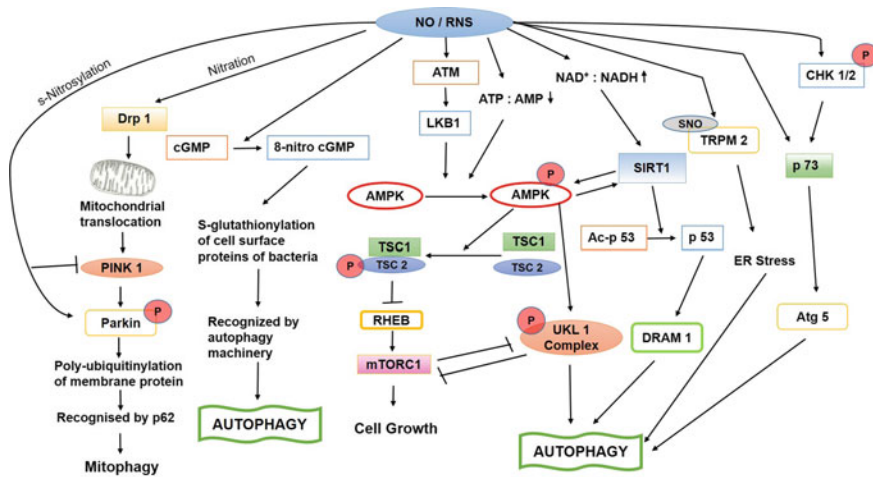 NO / RNS
s-Nitrosylation
Nitration
ATM
ATP : AMP
NAD⁺ : NADH
P
CHK 1/2
Drp 1
LKB1
SNO
TRPM 2
cGMP
8-nitro cGMP
SIRT1
p 73
Mitochondrial
translocation
AMPK
P
AMPK
S-glutathionylation
of cell surface
proteins of bacteria
TSC1
P
TSC 2
TSC1
TSC 2
Ac-p 53
p 53
ER Stress
PINK 1
Parkin
P
RHEB
P
UKL 1
Complex
DRAM 1
Atg 5
Recognized by
autophagy
machinery
Poly-ubiquitinylation
of membrane protein
mTORC1
Recognised by p62
AUTOPHAGY
Cell Growth
AUTOPHAGY
Mitophagy